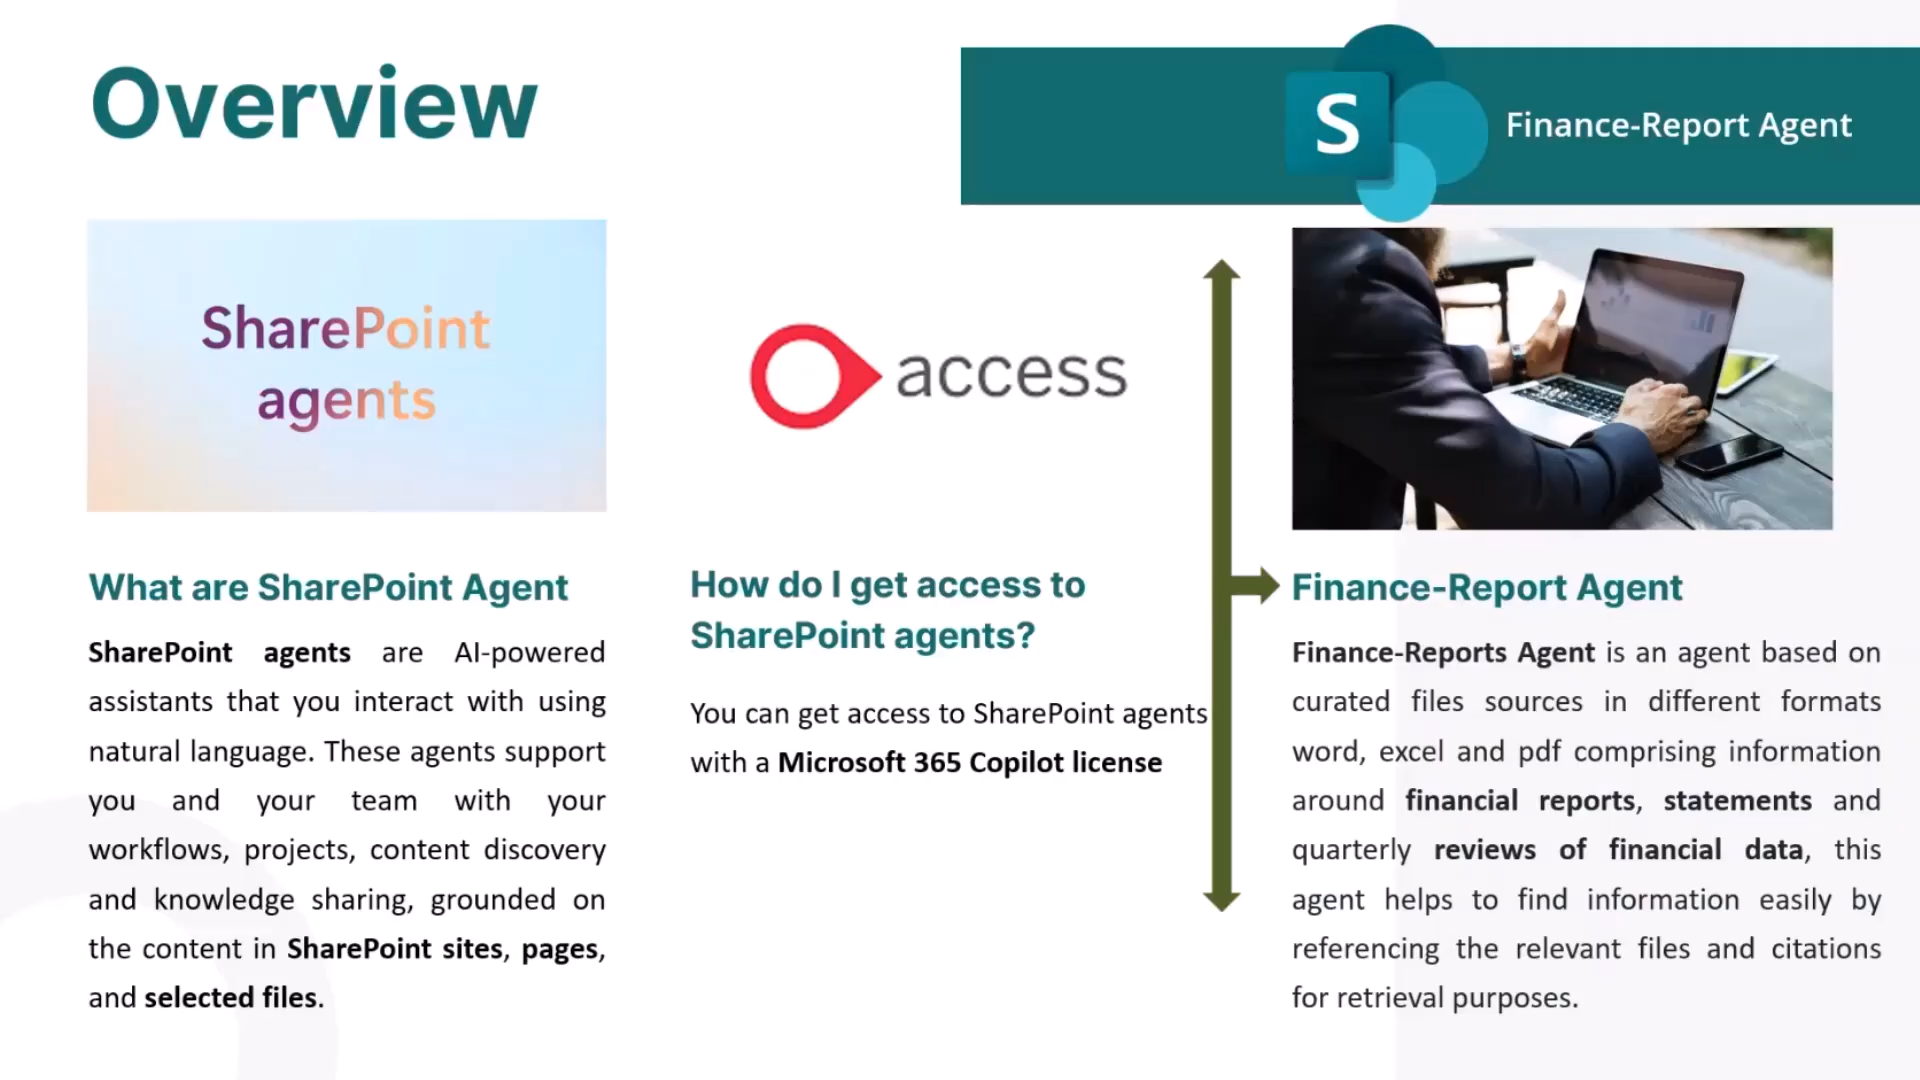 Overview
S
Finance-Report Agent
SharePoint
agents
What are SharePoint Agent
SharePoint agents are AI-powered
assistants that you interact with using
natural language. These agents support
you and your team with your
workflows, projects, content discovery
and knowledge sharing, grounded on
the content in SharePoint sites, pages,
and selected files.
access
How do I get access to
SharePoint agents?
You can get access to SharePoint agents
with a Microsoft 365 Copilot license
Finance-Report Agent
Finance-Reports Agent is an agent based on
curated files sources in different formats
word, excel and pdf comprising information
around financial reports, statements and
quarterly reviews of financial data, this
agent helps to find information easily by
referencing the relevant files and citations
for retrieval purposes.